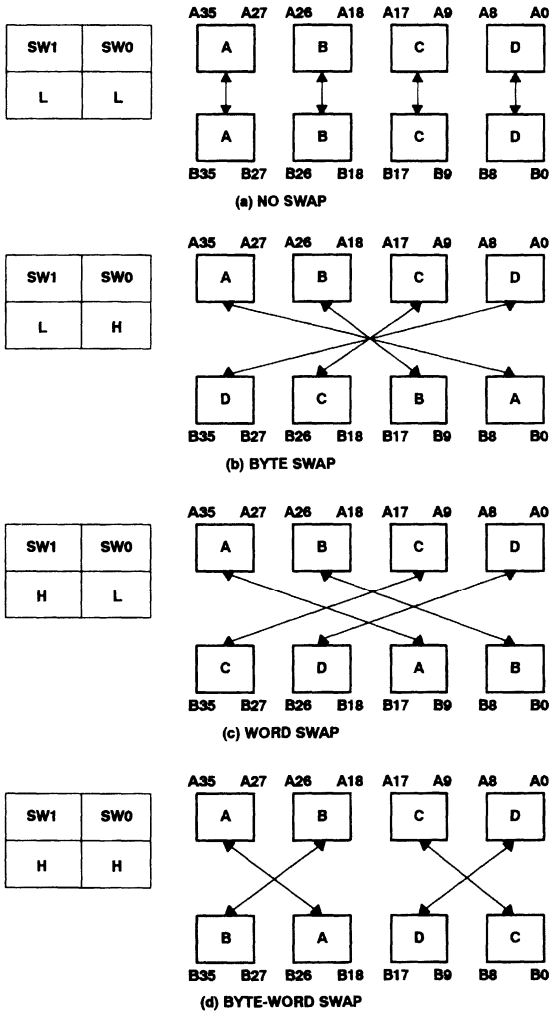 A35 A27 A26 A18 A17 A9 A8 A0
SW1 SW0 A B C D
L L
A B C D
B35 B27 B26 B18 B17 B9 B8 B0
(a) NO SWAP
A35 A27 A26 A18 A17 A9 A8 A0
SW1 SW0 A B C D
L H
D C B A
B35 B27 B26 B18 B17 B9 B8 B0
(b) BYTE SWAP
A35 A27 A26 A18 A17 A9 A8 A0
SW1 SW0 A B C D
H L
C D A B
B35 B27 B26 B18 B17 B9 B8 B0
(c) WORD SWAP
A35 A27 A26 A18 A17 A9 A8 A0
SW1 SW0 A B C D
H H
B A D C
B35 B27 B26 B18 B17 B9 B8 B0
(d) BYTE-WORD SWAP